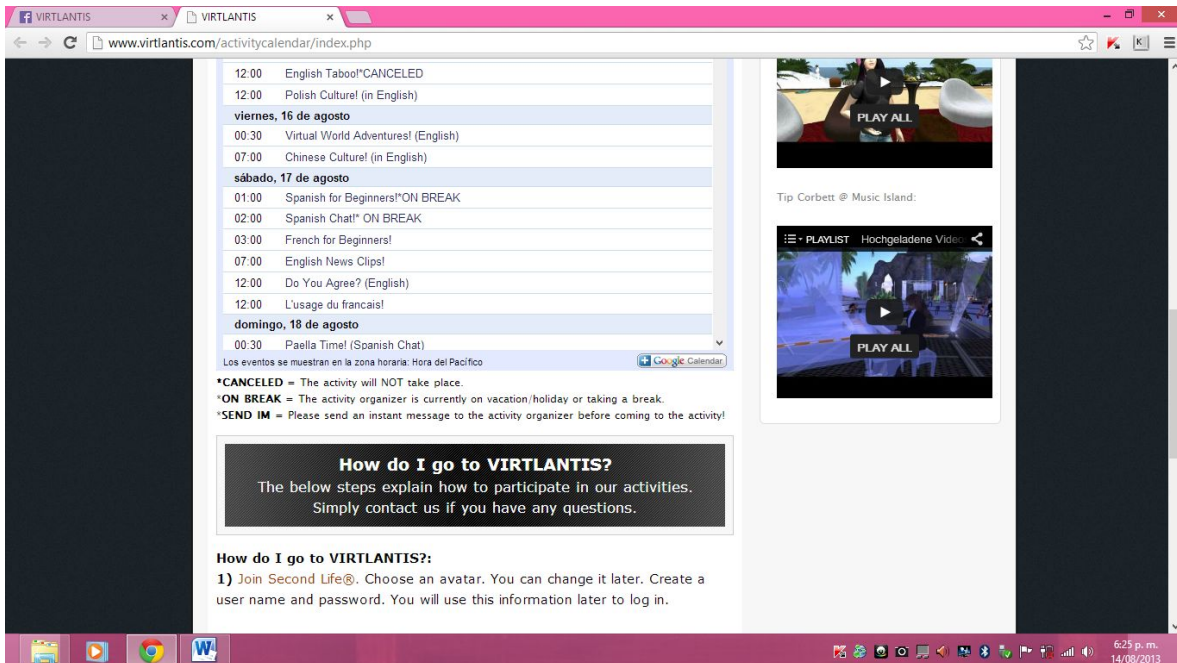 VIRTLANTIS
VIRTLANTIS
www.virtlantis.com/activitycalendar/index.php
12:00 English Taboo!*CANCELED
12:00 Polish Culture! (in English)
viernes, 16 de agosto
00:30 Virtual World Adventures! (English)
07:00 Chinese Culture! (in English)
sábado, 17 de agosto
01:00 Spanish for Beginners!*ON BREAK
02:00 Spanish Chat!* ON BREAK
03:00 French for Beginners!
07:00 English News Clips!
12:00 Do You Agree? (English)
12:00 L'usage du francais!
domingo, 18 de agosto
00:30 Paella Time! (Spanish Chat)
Los eventos se muestran en la zona horaria: Hora del Pacífico
Google Calendar
*CANCELED = The activity will NOT take place.
*ON BREAK = The activity organizer is currently on vacation/holiday or taking a break.
*SEND IM = Please send an instant message to the activity organizer before coming to the activity!
How do I go to VIRTLANTIS?
The below steps explain how to participate in our activities.
Simply contact us if you have any questions.
How do I go to VIRTLANTIS?:
1) Join Second Life®. Choose an avatar. You can change it later. Create a
user name and password. You will use this information later to log in.
PLAY ALL
Tip Corbett @ Music Island:
PLAYLIST Hochgeladene Video
PLAY ALL
6:25 p. m.
14/08/2013